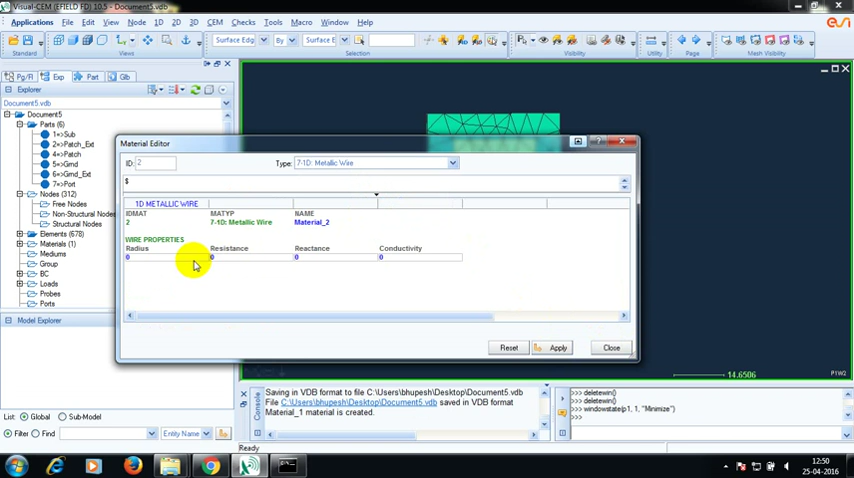 Visual-CEM (EFIELD FD) 10.5 - Document5.vdb
Applications File Edit View Node 1D 2D 3D CEM Checks Tools Macro Window Help
Surface Edg By Surface E
Standard View Selection Display Utility Page Mesh Visibility
esi
Pg/R Exp Part Glb
Explorer
Document5.vdb
Document5
Parts (6)
1=>Sub
2=>Patch_Ext
4=>Patch
5=>Gmd
6=>Gmd_Ext
7=>Port
Nodes (312)
Free Nodes
Non-Structural Nodes
Structural Nodes
Elements (678)
Materials (1)
Mediums
Group
BC
Loads
Probes
Ports
Model Explorer
Material Editor
ID: 2 Type: 7-1D: Metallic Wire
$
1D METALLIC WIRE
IDMAT MATYP NAME
2 7-1D: Metallic Wire Material_2
WIRE PROPERTIES
Radius Resistance Reactance Conductivity
0 0 0 0
Reset Apply Close
14.6506
P1W2
Console
Saving in VDB format to file C:\Users\bhupesh\Desktop\Document5.vdb
File C:\Users\bhupesh\Desktop\Document5.vdb saved in VDB format
Material_1 material is created.
>>> deletewin()
>>> deletewin()
>>> windowstate(p1, 1, "Minimize")
>>>
List: Global Sub-Model
Filter Find Entity Name
Ready
12:50
25-04-2016